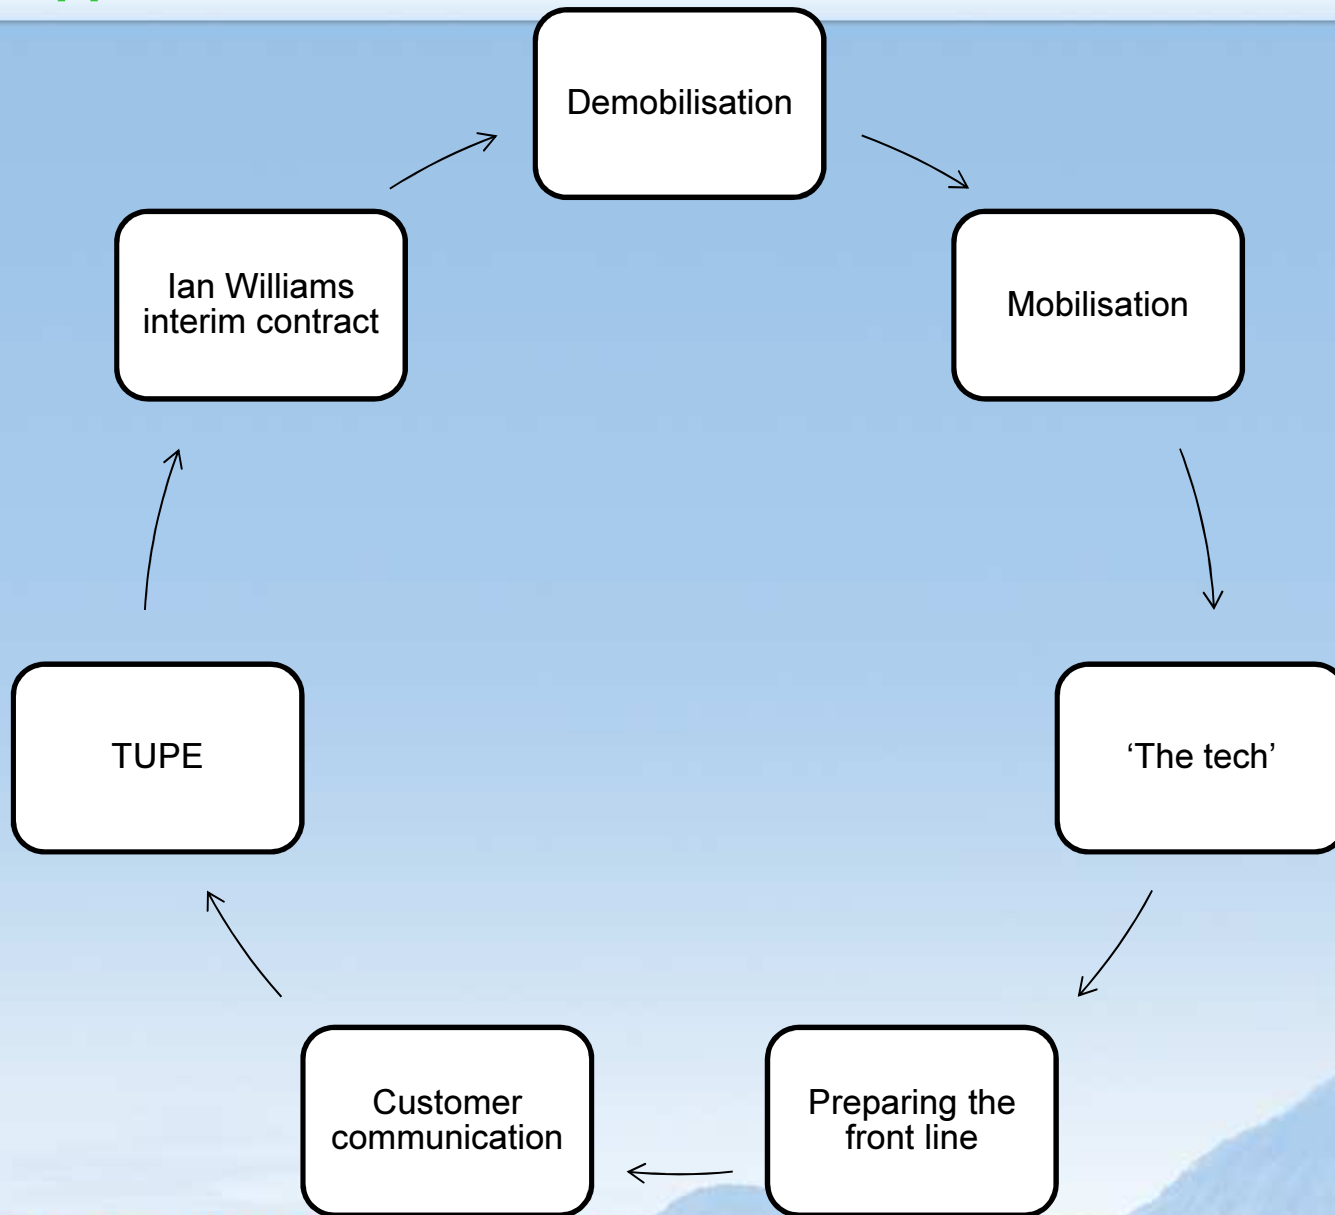 Demobilisation
Mobilisation
‘The tech’
Preparing the
front line
Customer
communication
TUPE
Ian Williams
interim contract